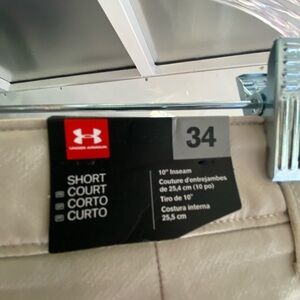 UNDER ARMOUR
34
SHORT
COURT
CORTO
CURTO
10" Inseam
Couture d'entrejambes
de 25,4 cm (10 po)
Tiro de 10"
Costura interna
25,5 cm